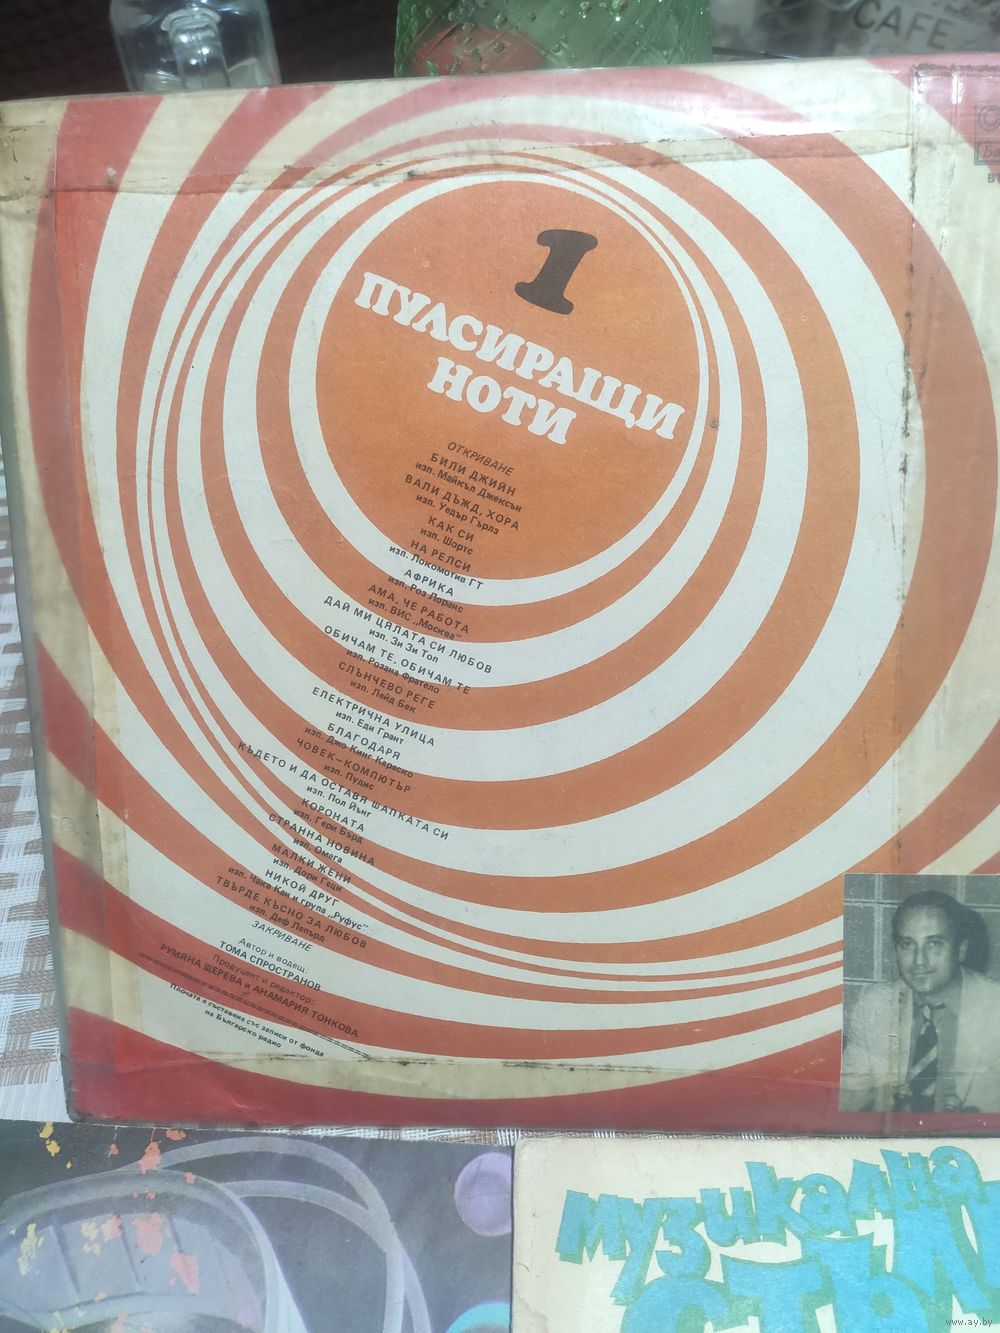 CAFE
1
ПУЛСИРАЩИ
НОТИ
ОТКРИВАНЕ
БИЛИ ДЖИЙН
изп. Майкъл Джексън
ВАЛИ ДЪЖД, ХОРА
изп. Уедър Гърлз
КАК СИ
изп. Шортс
НА РЕЛСИ
изп. Локомотив ГТ
АФРИКА
изп. Роз Лоранс
АМА, ЧЕ РАБОТА
изп. ВИС „Москва"
ДАЙ МИ ЦЯЛАТА СИ ЛЮБОВ
изп. Зи Зи Топ
ОБИЧАМ ТЕ, ОБИЧАМ ТЕ
изп. Розана Фратело
СЛЪНЧЕВО РЕГЕ
изп. Лейд Бек
ЕЛЕКТРИЧНА УЛИЦА
изп. Еди Грант
БЛАГОДАРЯ
изп. Джо Кинг Караско
ЧОВЕК—КОМПЮТЪР
изп. Пудис
КЪДЕТО И ДА ОСТАВЯ ШАПКАТА СИ
изп. Пол Йънг
КОРОНАТА
изп. Гери Бърд
СТРАННА НОВИНА
изп. Омега
МАЛКИ ЖЕНИ
изп. Дори Геци
НИКОЙ ДРУГ
изп. Чака Кан и група „Руфус"
ТВЪРДЕ КЪСНО ЗА ЛЮБОВ
изп. Деф Лепърд
ЗАКРИВАНЕ
Автор и водещ:
ТОМА СПРОСТРАНОВ
Продуцент и редактор:
РУМЯНА ЩЕРЕВА и АНАМАРИЯ ТОНКОВА
Плочата е съставена със записи от фонда
на Българско радио
музикална
стъл
www.ay.by